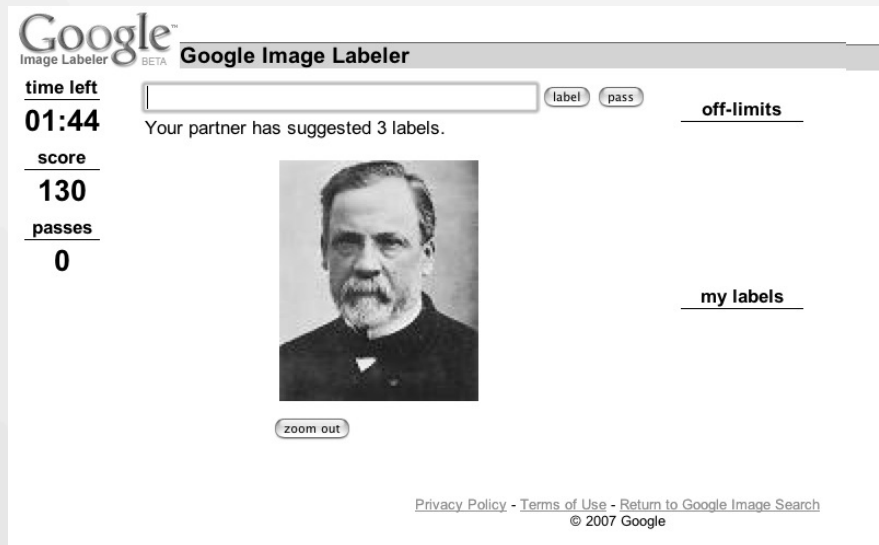 Google™
Image Labeler BETA
Google Image Labeler
time left
01:44
score
130
passes
0
label pass
Your partner has suggested 3 labels.
zoom out
off-limits
my labels
Privacy Policy - Terms of Use - Return to Google Image Search
© 2007 Google